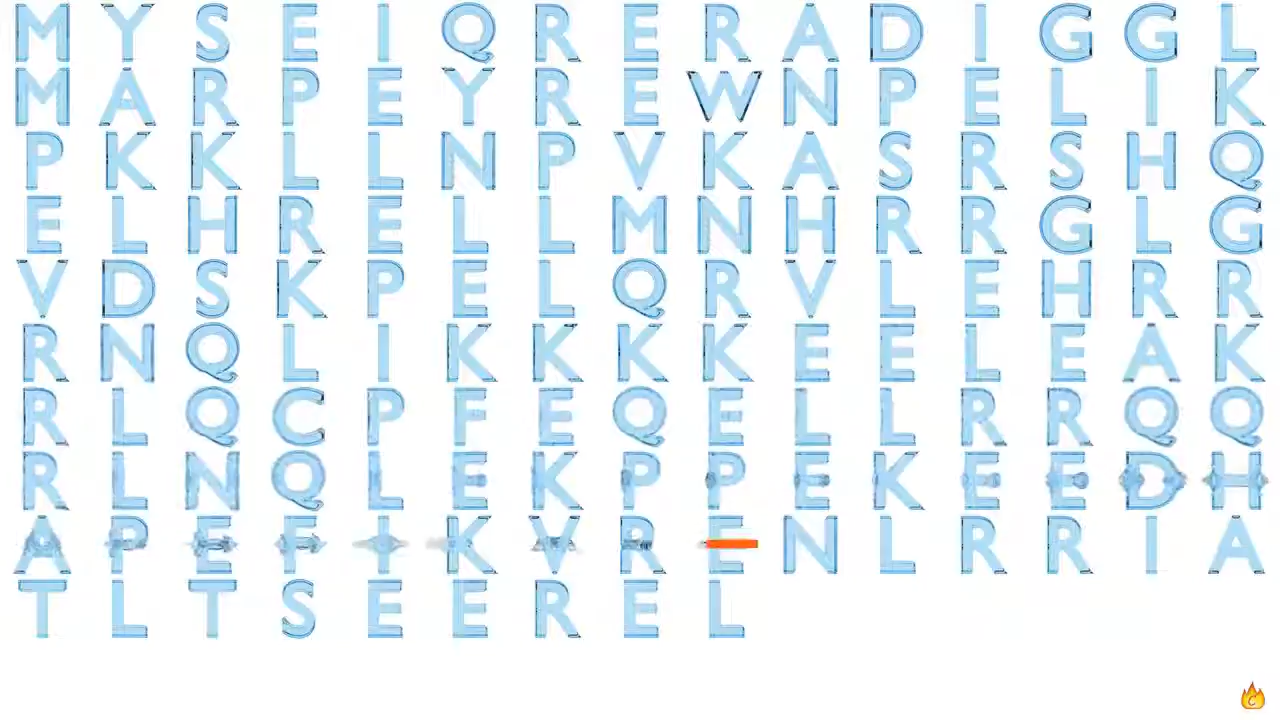 M Y S E I Q R E R A D I G G L
M A R P E Y R E W N P E L I K
P K K L L N P V K A S R S H Q
E L H R E L L M N H R R G L G
V D S K P E L Q R V L E H R R
R N Q L I K K K K E E L E A K
R L Q C P F E Q E L L R R Q Q
R L N Q L E K P P E K E E D H
A P E F I K V R E N L R R I A
T L T S E E R E L